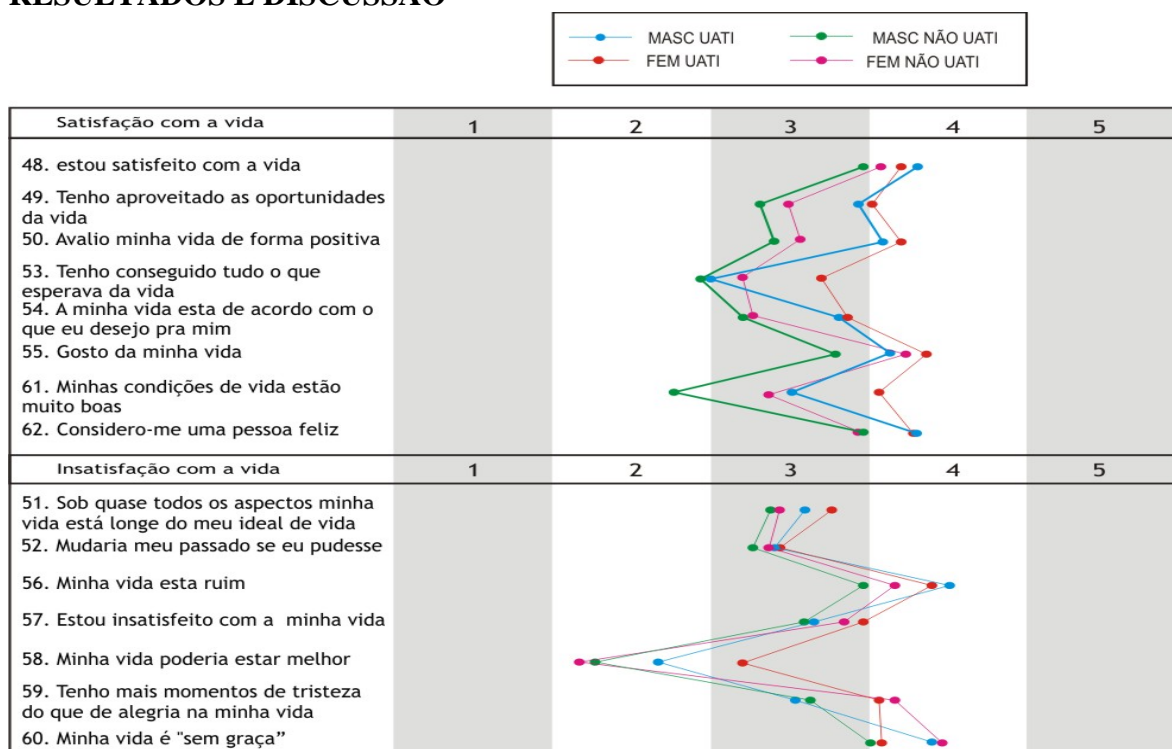 RESULTADOS E DISCUSSÃO
MASC UATI
MASC NÃO UATI
FEM UATI
FEM NÃO UATI
Satisfação com a vida 1 2 3 4 5
48. estou satisfeito com a vida
49. Tenho aproveitado as oportunidades
da vida
50. Avalio minha vida de forma positiva
53. Tenho conseguido tudo o que
esperava da vida
54. A minha vida esta de acordo com o
que eu desejo pra mim
55. Gosto da minha vida
61. Minhas condições de vida estão
muito boas
62. Considero-me uma pessoa feliz
Insatisfação com a vida 1 2 3 4 5
51. Sob quase todos os aspectos minha
vida está longe do meu ideal de vida
52. Mudaria meu passado se eu pudesse
56. Minha vida esta ruim
57. Estou insatisfeito com a  minha vida
58. Minha vida poderia estar melhor
59. Tenho mais momentos de tristeza
do que de alegria na minha vida
60. Minha vida é "sem graça”